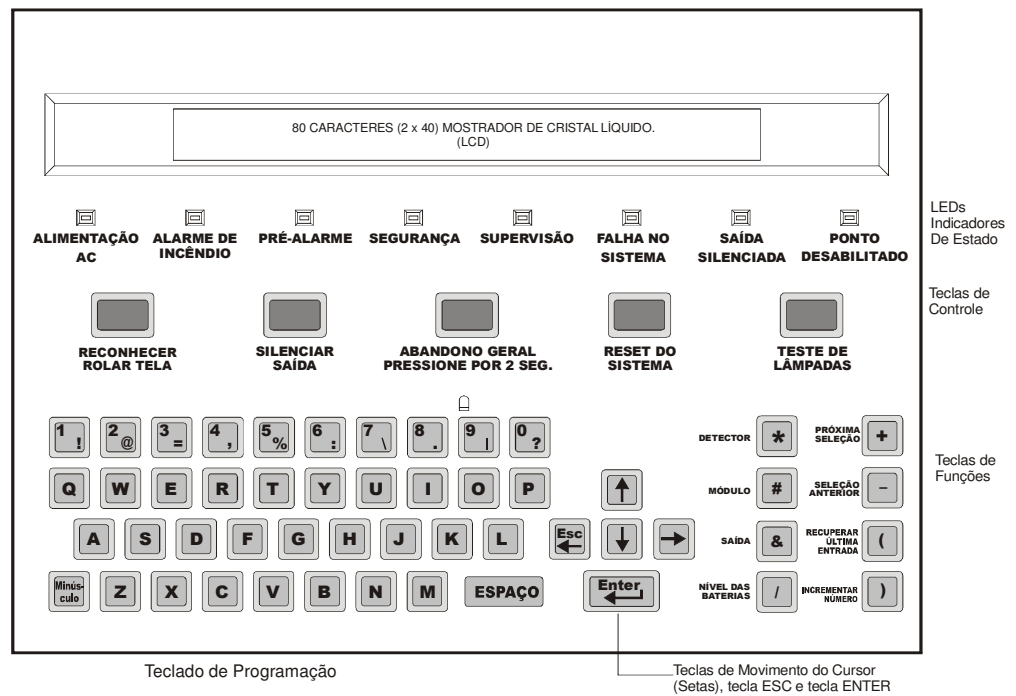 80 CARACTERES (2 x 40) MOSTRADOR DE CRISTAL LÍQUIDO.
(LCD)
LEDs
Indicadores
De Estado
ALIMENTAÇÃO
AC
ALARME DE
INCÊNDIO
PRÉ-ALARME
SEGURANÇA
SUPERVISÃO
FALHA NO
SISTEMA
SAÍDA
SILENCIADA
PONTO
DESABILITADO
Teclas de
Controle
RECONHECER
ROLAR TELA
SILENCIAR
SAÍDA
ABANDONO GERAL
PRESSIONE POR 2 SEG.
RESET DO
SISTEMA
TESTE DE
LÂMPADAS
1 ! 2 @ 3 = 4 , 5 % 6 : 7 \ 8 . 9 | 0 ?
DETECTOR *
PRÓXIMA
SELEÇÃO +
Teclas de
Funções
Q W E R T Y U I O P
MÓDULO #
SELEÇÃO
ANTERIOR −
A S D F G H J K L
Esc
SAÍDA &
RECUPERAR
ÚLTIMA
ENTRADA (
Minús-
culo
Z X C V B N M ESPAÇO
Enter
NÍVEL DAS
BATERIAS /
INCREMENTAR
NÚMERO )
Teclado de Programação
Teclas de Movimento do Cursor
(Setas), tecla ESC e tecla ENTER